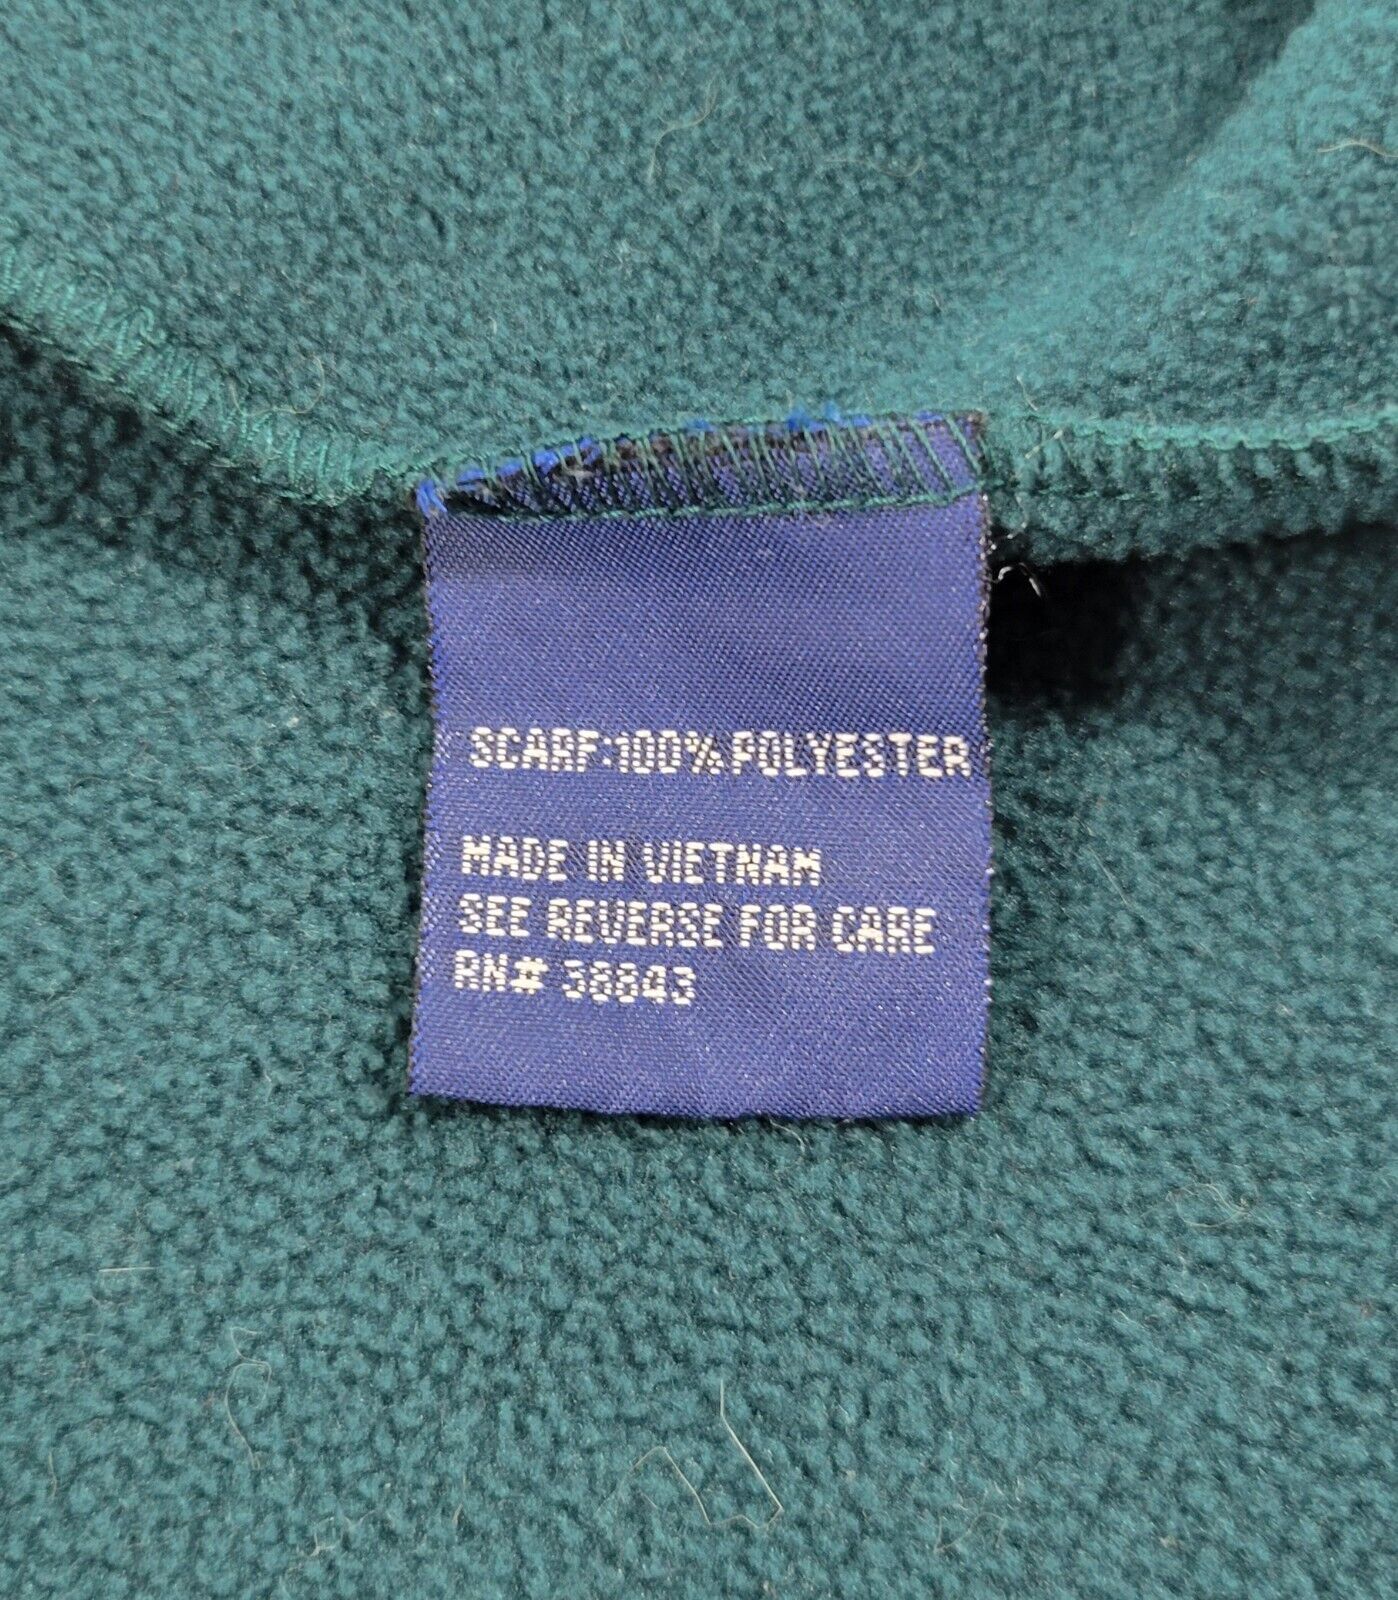 SCARF:100% POLYESTER
MADE IN VIETNAM
SEE REVERSE FOR CARE
RN# 38843